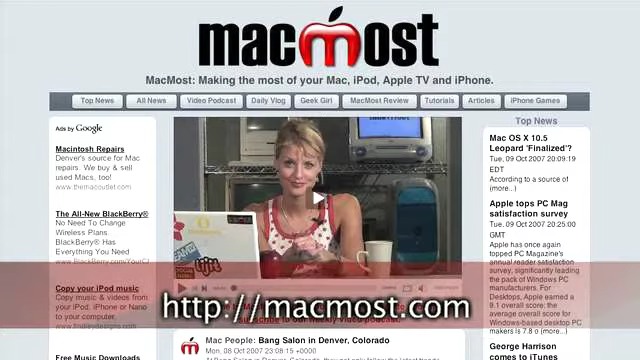 macmost
MacMost: Making the most of your Mac, iPod, Apple TV and iPhone.
Top News
All News
Video Podcast
Daily Vlog
Geek Girl
MacMost Review
Tutorials
Articles
iPhone Games
Ads by Google
Macintosh Repairs
Denver's source for Mac
repairs. We buy & sell
used Macs, too!
www.themacoutlet.com
The All-New BlackBerry®
No Need To Change
Wireless Plans.
BlackBerry® Has
Everything You Need
www.BlackBerry.com/YourCJ
Copy your iPod music
Copy music & videos
from your iPod, iPhone
or Nano
to your computer.
Free Music Downloads
Top News
Mac OS X 10.5
Leopard 'Finalized'?
Tue, 09 Oct 2007 20:09:19
EDT
According to a source of
(more..)
Apple tops PC Mag
satisfaction survey
Tue, 09 Oct 2007 20:25:00
GMT
Apple has once again
topped PC Magazine's
annual reader satisfaction
survey, significantly leading
the pack of Windows PC
manufacturers. For
Desktops, Apple earned a
9.1 overall score: the
average overall score for
Windows-based desktop PC
makers is 7.8 o (more...)
George Harrison
comes to iTunes
http://macmost.com
Mac People: Bang Salon in Denver, Colorado
Mon, 08 Oct 2007 23:08:15 +0000